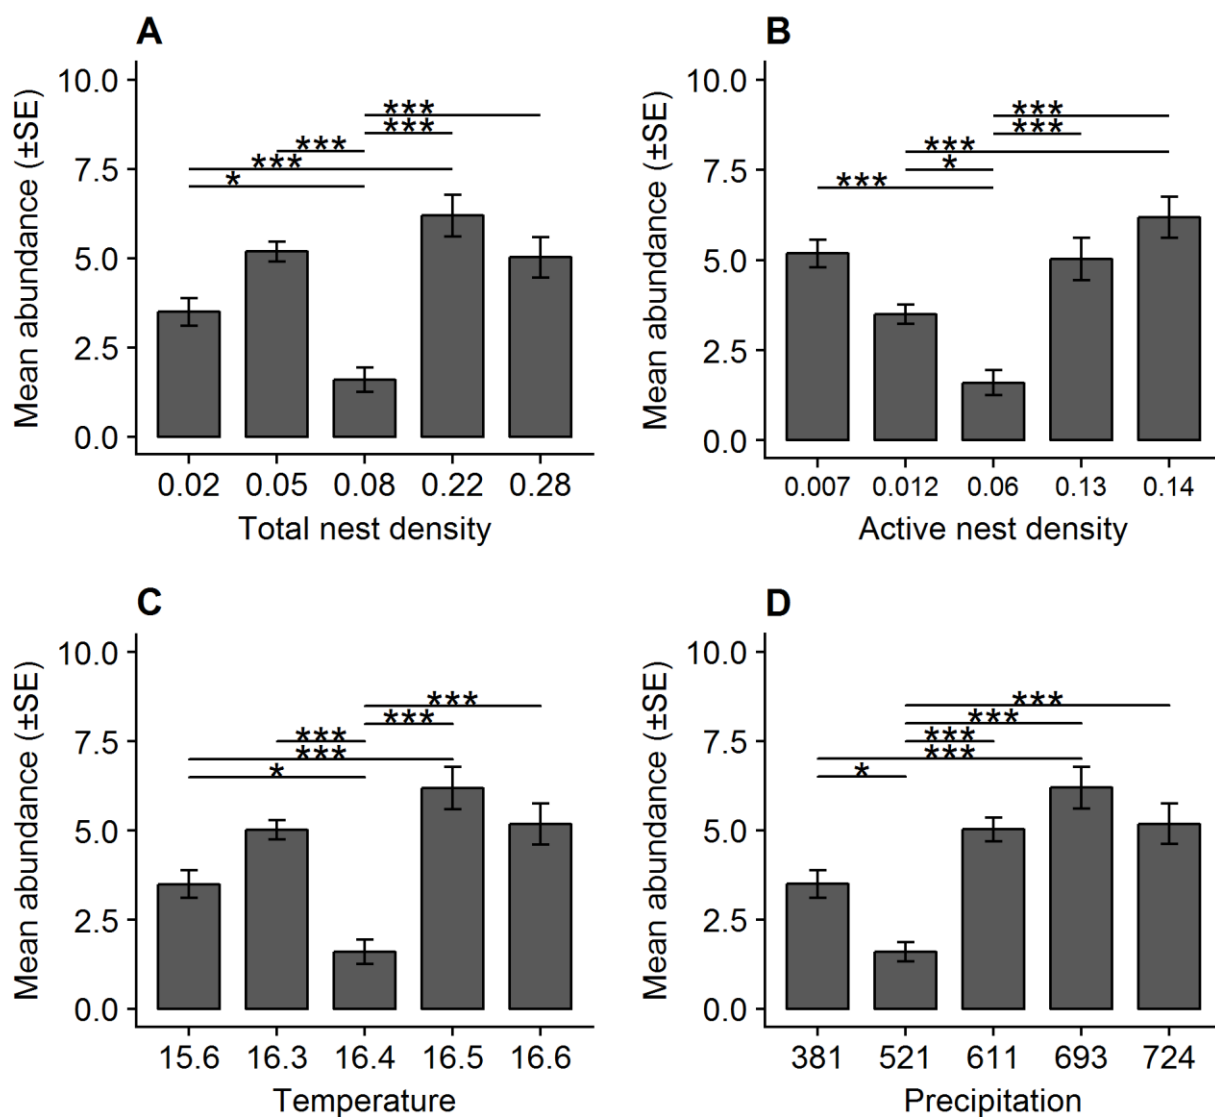 A
Mean abundance (±SE)
10.0
7.5
5.0
2.5
0.0
***
***
***
***
*
0.02 0.05 0.08 0.22 0.28
Total nest density
B
Mean abundance (±SE)
10.0
7.5
5.0
2.5
0.0
***
***
***
*
***
0.007 0.012 0.06 0.13 0.14
Active nest density
C
Mean abundance (±SE)
10.0
7.5
5.0
2.5
0.0
***
***
***
***
*
15.6 16.3 16.4 16.5 16.6
Temperature
D
Mean abundance (±SE)
10.0
7.5
5.0
2.5
0.0
***
***
***
***
*
381 521 611 693 724
Precipitation